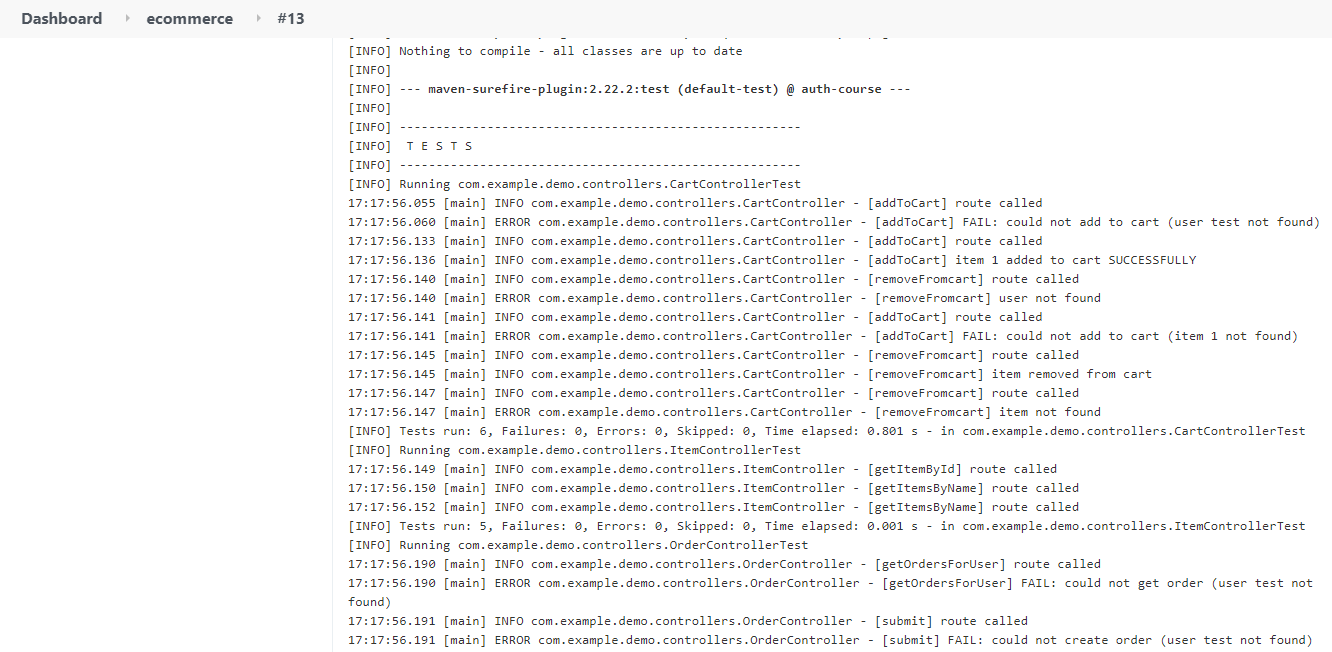 Dashboard ecommerce #13
[INFO] Nothing to compile - all classes are up to date
[INFO]
[INFO] --- maven-surefire-plugin:2.22.2:test (default-test) @ auth-course ---
[INFO]
[INFO] -------------------------------------------------------
[INFO]  T E S T S
[INFO] -------------------------------------------------------
[INFO] Running com.example.demo.controllers.CartControllerTest
17:17:56.055 [main] INFO com.example.demo.controllers.CartController - [addToCart] route called
17:17:56.060 [main] ERROR com.example.demo.controllers.CartController - [addToCart] FAIL: could not add to cart (user test not found)
17:17:56.133 [main] INFO com.example.demo.controllers.CartController - [addToCart] route called
17:17:56.136 [main] INFO com.example.demo.controllers.CartController - [addToCart] item 1 added to cart SUCCESSFULLY
17:17:56.140 [main] INFO com.example.demo.controllers.CartController - [removeFromcart] route called
17:17:56.140 [main] ERROR com.example.demo.controllers.CartController - [removeFromcart] user not found
17:17:56.141 [main] INFO com.example.demo.controllers.CartController - [addToCart] route called
17:17:56.141 [main] ERROR com.example.demo.controllers.CartController - [addToCart] FAIL: could not add to cart (item 1 not found)
17:17:56.145 [main] INFO com.example.demo.controllers.CartController - [removeFromcart] route called
17:17:56.145 [main] INFO com.example.demo.controllers.CartController - [removeFromcart] item removed from cart
17:17:56.147 [main] INFO com.example.demo.controllers.CartController - [removeFromcart] route called
17:17:56.147 [main] ERROR com.example.demo.controllers.CartController - [removeFromcart] item not found
[INFO] Tests run: 6, Failures: 0, Errors: 0, Skipped: 0, Time elapsed: 0.801 s - in com.example.demo.controllers.CartControllerTest
[INFO] Running com.example.demo.controllers.ItemControllerTest
17:17:56.149 [main] INFO com.example.demo.controllers.ItemController - [getItemById] route called
17:17:56.150 [main] INFO com.example.demo.controllers.ItemController - [getItemsByName] route called
17:17:56.152 [main] INFO com.example.demo.controllers.ItemController - [getItemsByName] route called
[INFO] Tests run: 5, Failures: 0, Errors: 0, Skipped: 0, Time elapsed: 0.001 s - in com.example.demo.controllers.ItemControllerTest
[INFO] Running com.example.demo.controllers.OrderControllerTest
17:17:56.190 [main] INFO com.example.demo.controllers.OrderController - [getOrdersForUser] route called
17:17:56.190 [main] ERROR com.example.demo.controllers.OrderController - [getOrdersForUser] FAIL: could not get order (user test not
found)
17:17:56.191 [main] INFO com.example.demo.controllers.OrderController - [submit] route called
17:17:56.191 [main] ERROR com.example.demo.controllers.OrderController - [submit] FAIL: could not create order (user test not found)